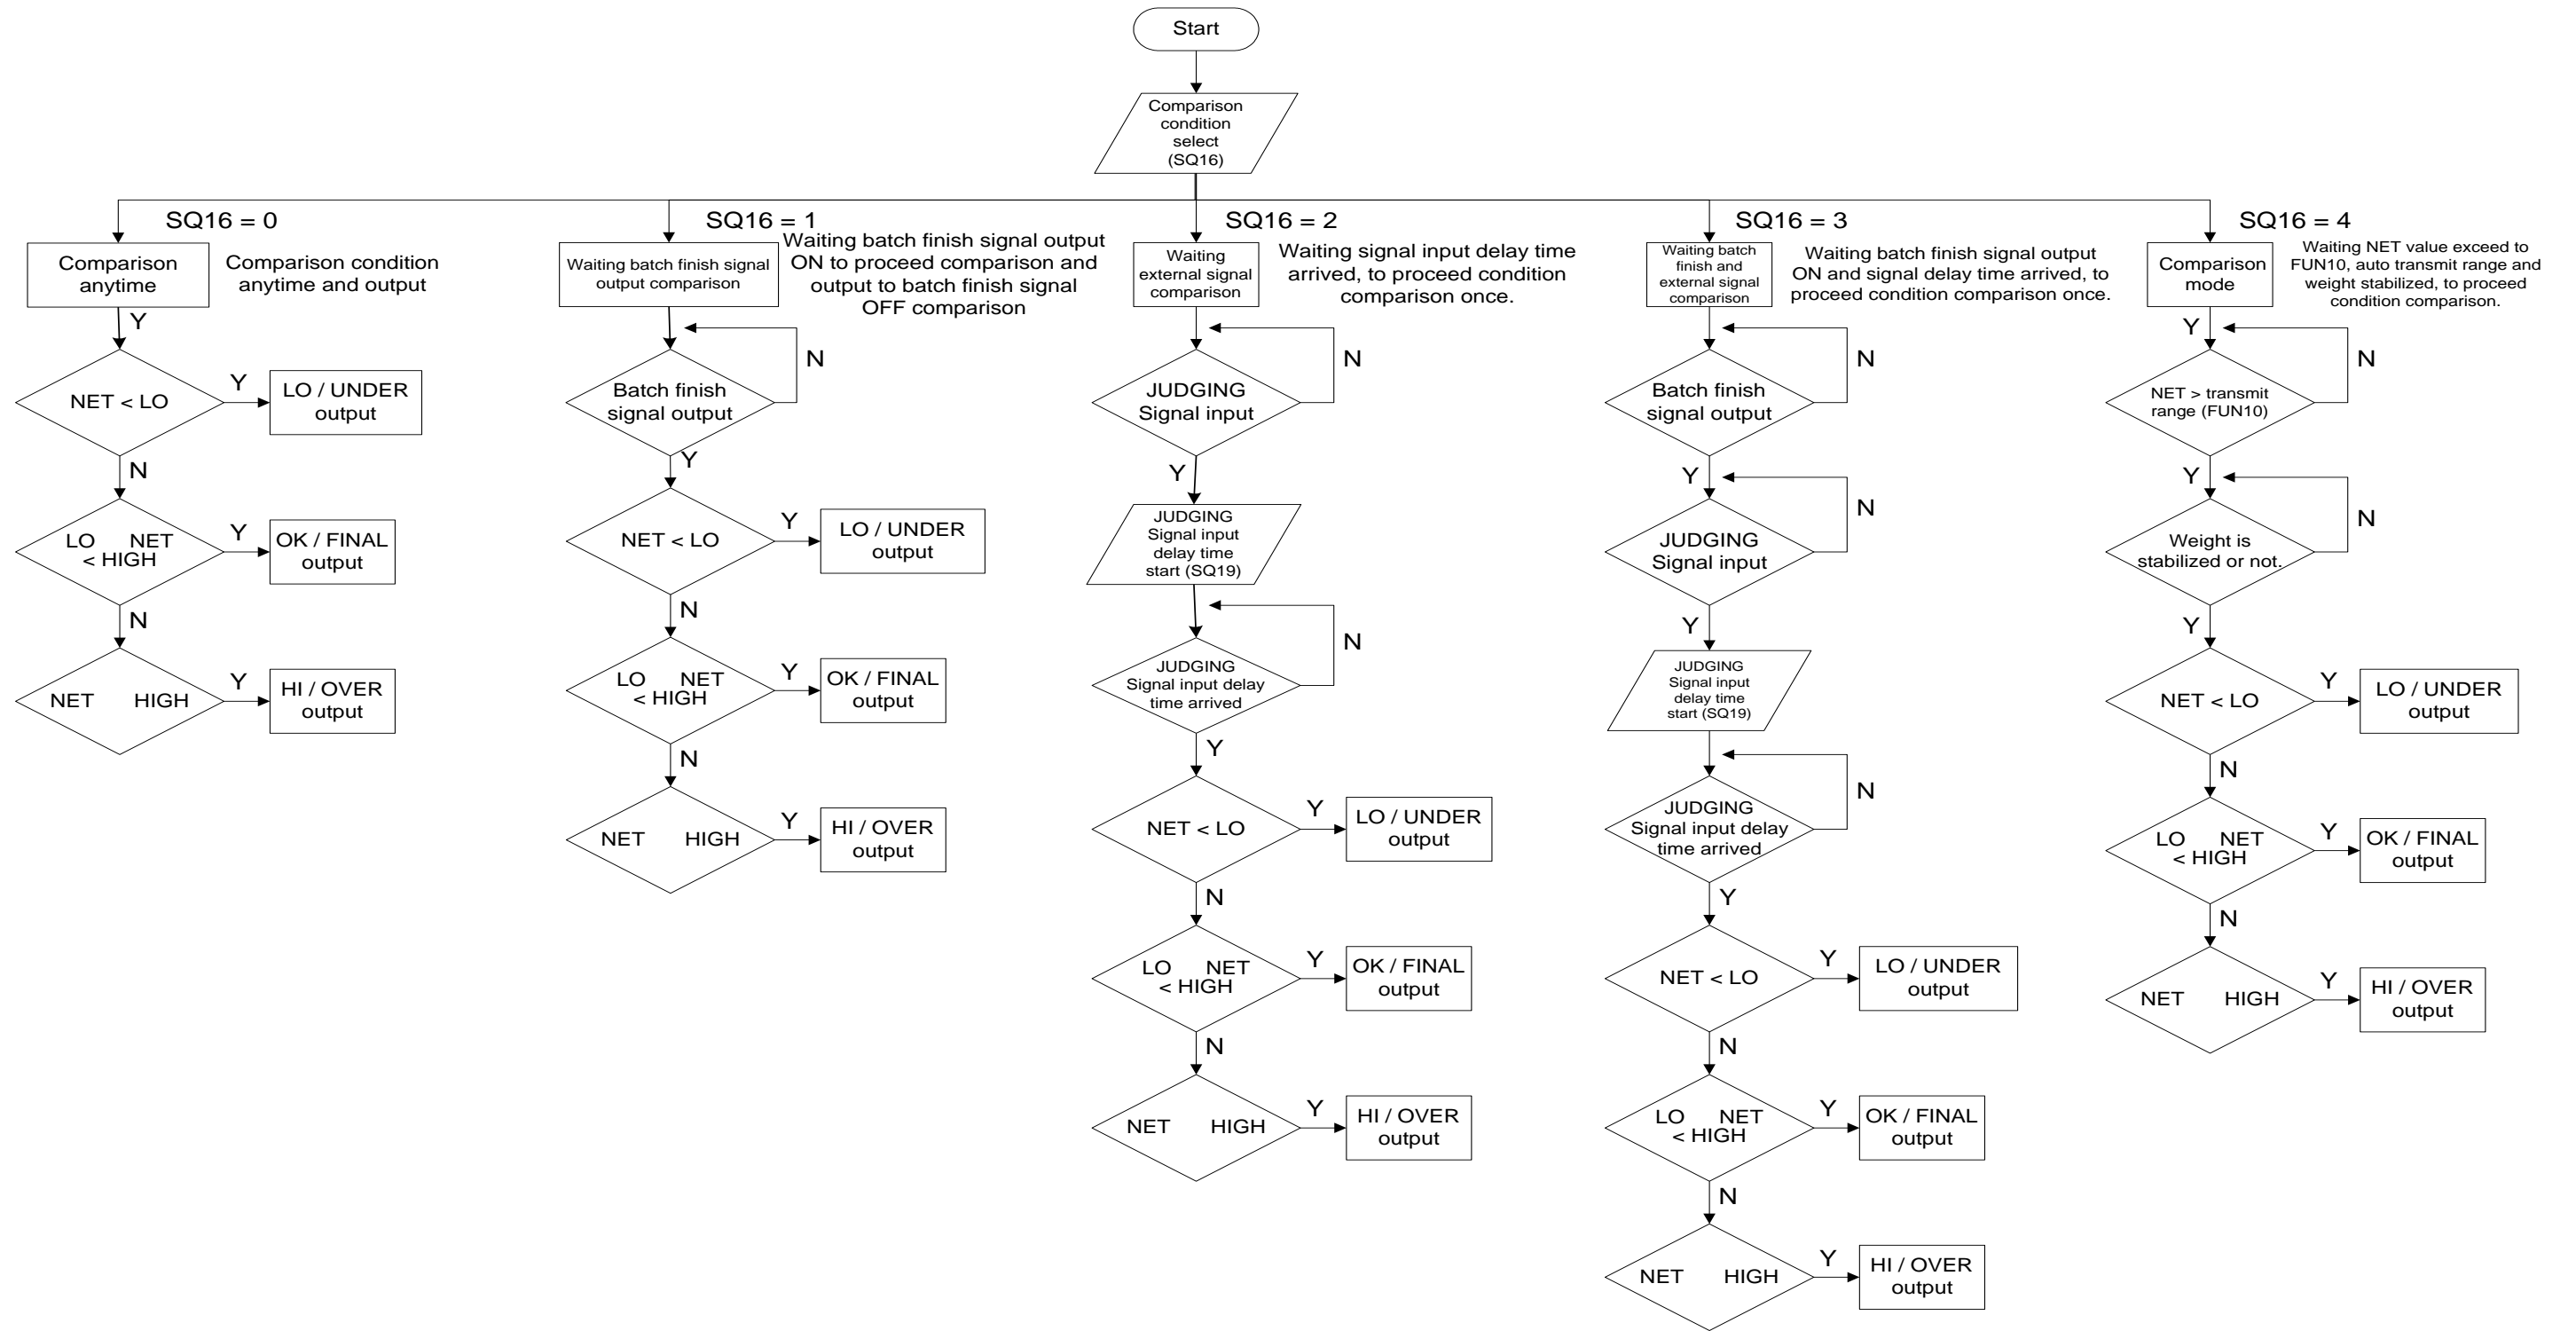 Start
Comparison
condition
select
(SQ16)
SQ16 = 0
Comparison
anytime
Comparison condition
anytime and output
Y
NET < LO
Y
LO / UNDER
output
N
LO NET
< HIGH
Y
OK / FINAL
output
N
NET HIGH
Y
HI / OVER
output
SQ16 = 1
Waiting batch finish signal
output comparison
Waiting batch finish signal output
ON to proceed comparison and
output to batch finish signal
OFF comparison
N
Batch finish
signal output
Y
NET < LO
Y
LO / UNDER
output
N
LO NET
< HIGH
Y
OK / FINAL
output
N
NET HIGH
Y
HI / OVER
output
SQ16 = 2
Waiting
external signal
comparison
Waiting signal input delay time
arrived, to proceed condition
comparison once.
N
JUDGING
Signal input
Y
JUDGING
Signal input
delay time
start (SQ19)
N
JUDGING
Signal input delay
time arrived
Y
NET < LO
Y
LO / UNDER
output
N
LO NET
< HIGH
Y
OK / FINAL
output
N
NET HIGH
Y
HI / OVER
output
SQ16 = 3
Waiting batch
finish and
external signal
comparison
Waiting batch finish signal output
ON and signal delay time arrived, to
proceed condition comparison once.
N
Batch finish
signal output
Y
N
JUDGING
Signal input
Y
JUDGING
Signal input
delay time
start (SQ19)
N
JUDGING
Signal input delay
time arrived
Y
NET < LO
Y
LO / UNDER
output
N
LO NET
< HIGH
Y
OK / FINAL
output
N
NET HIGH
Y
HI / OVER
output
SQ16 = 4
Comparison
mode
Waiting NET value exceed to
FUN10, auto transmit range and
weight stabilized, to proceed
condition comparison.
Y
N
NET > transmit
range (FUN10)
Y
N
Weight is
stabilized or not.
Y
NET < LO
Y
LO / UNDER
output
N
LO NET
< HIGH
Y
OK / FINAL
output
N
NET HIGH
Y
HI / OVER
output